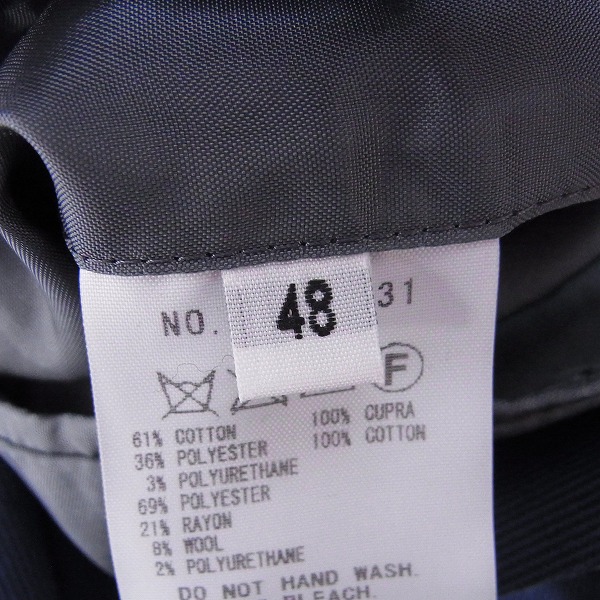 48
NO. 31
F
61% COTTON 100% CUPRA
36% POLYESTER 100% COTTON
3% POLYURETHANE
69% POLYESTER
21% RAYON
8% WOOL
2% POLYURETHANE
DO NOT HAND WASH.
BLEACH.